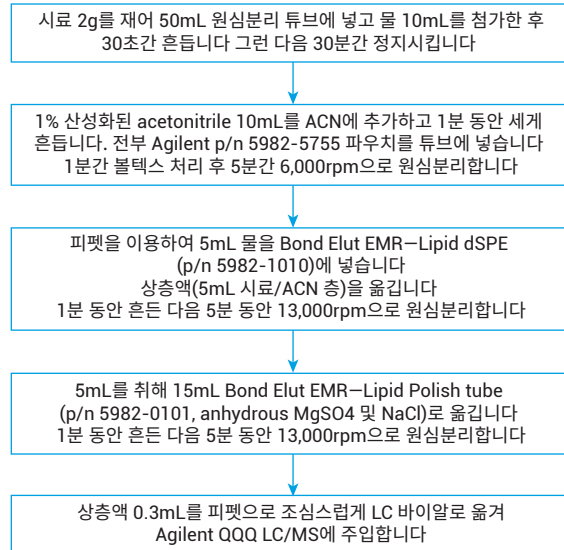 시료 2g를 재어 50mL 원심분리 튜브에 넣고 물 10mL를 첨가한 후
30초간 흔듭니다 그런 다음 30분간 정지시킵니다
1% 산성화된 acetonitrile 10mL를 ACN에 추가하고 1분 동안 세게
흔듭니다. 전부 Agilent p/n 5982-5755 파우치를 튜브에 넣습니다
1분간 볼텍스 처리 후 5분간 6,000rpm으로 원심분리합니다
피펫을 이용하여 5mL 물을 Bond Elut EMR—Lipid dSPE
(p/n 5982-1010)에 넣습니다
상층액(5mL 시료/ACN 층)을 옮깁니다
1분 동안 흔든 다음 5분 동안 13,000rpm으로 원심분리합니다
5mL를 취해 15mL Bond Elut EMR—Lipid Polish tube
(p/n 5982-0101, anhydrous MgSO4 및 NaCl)로 옮깁니다
1분 동안 흔든 다음 5분 동안 13,000rpm으로 원심분리합니다
상층액 0.3mL를 피펫으로 조심스럽게 LC 바이알로 옮겨
Agilent QQQ LC/MS에 주입합니다